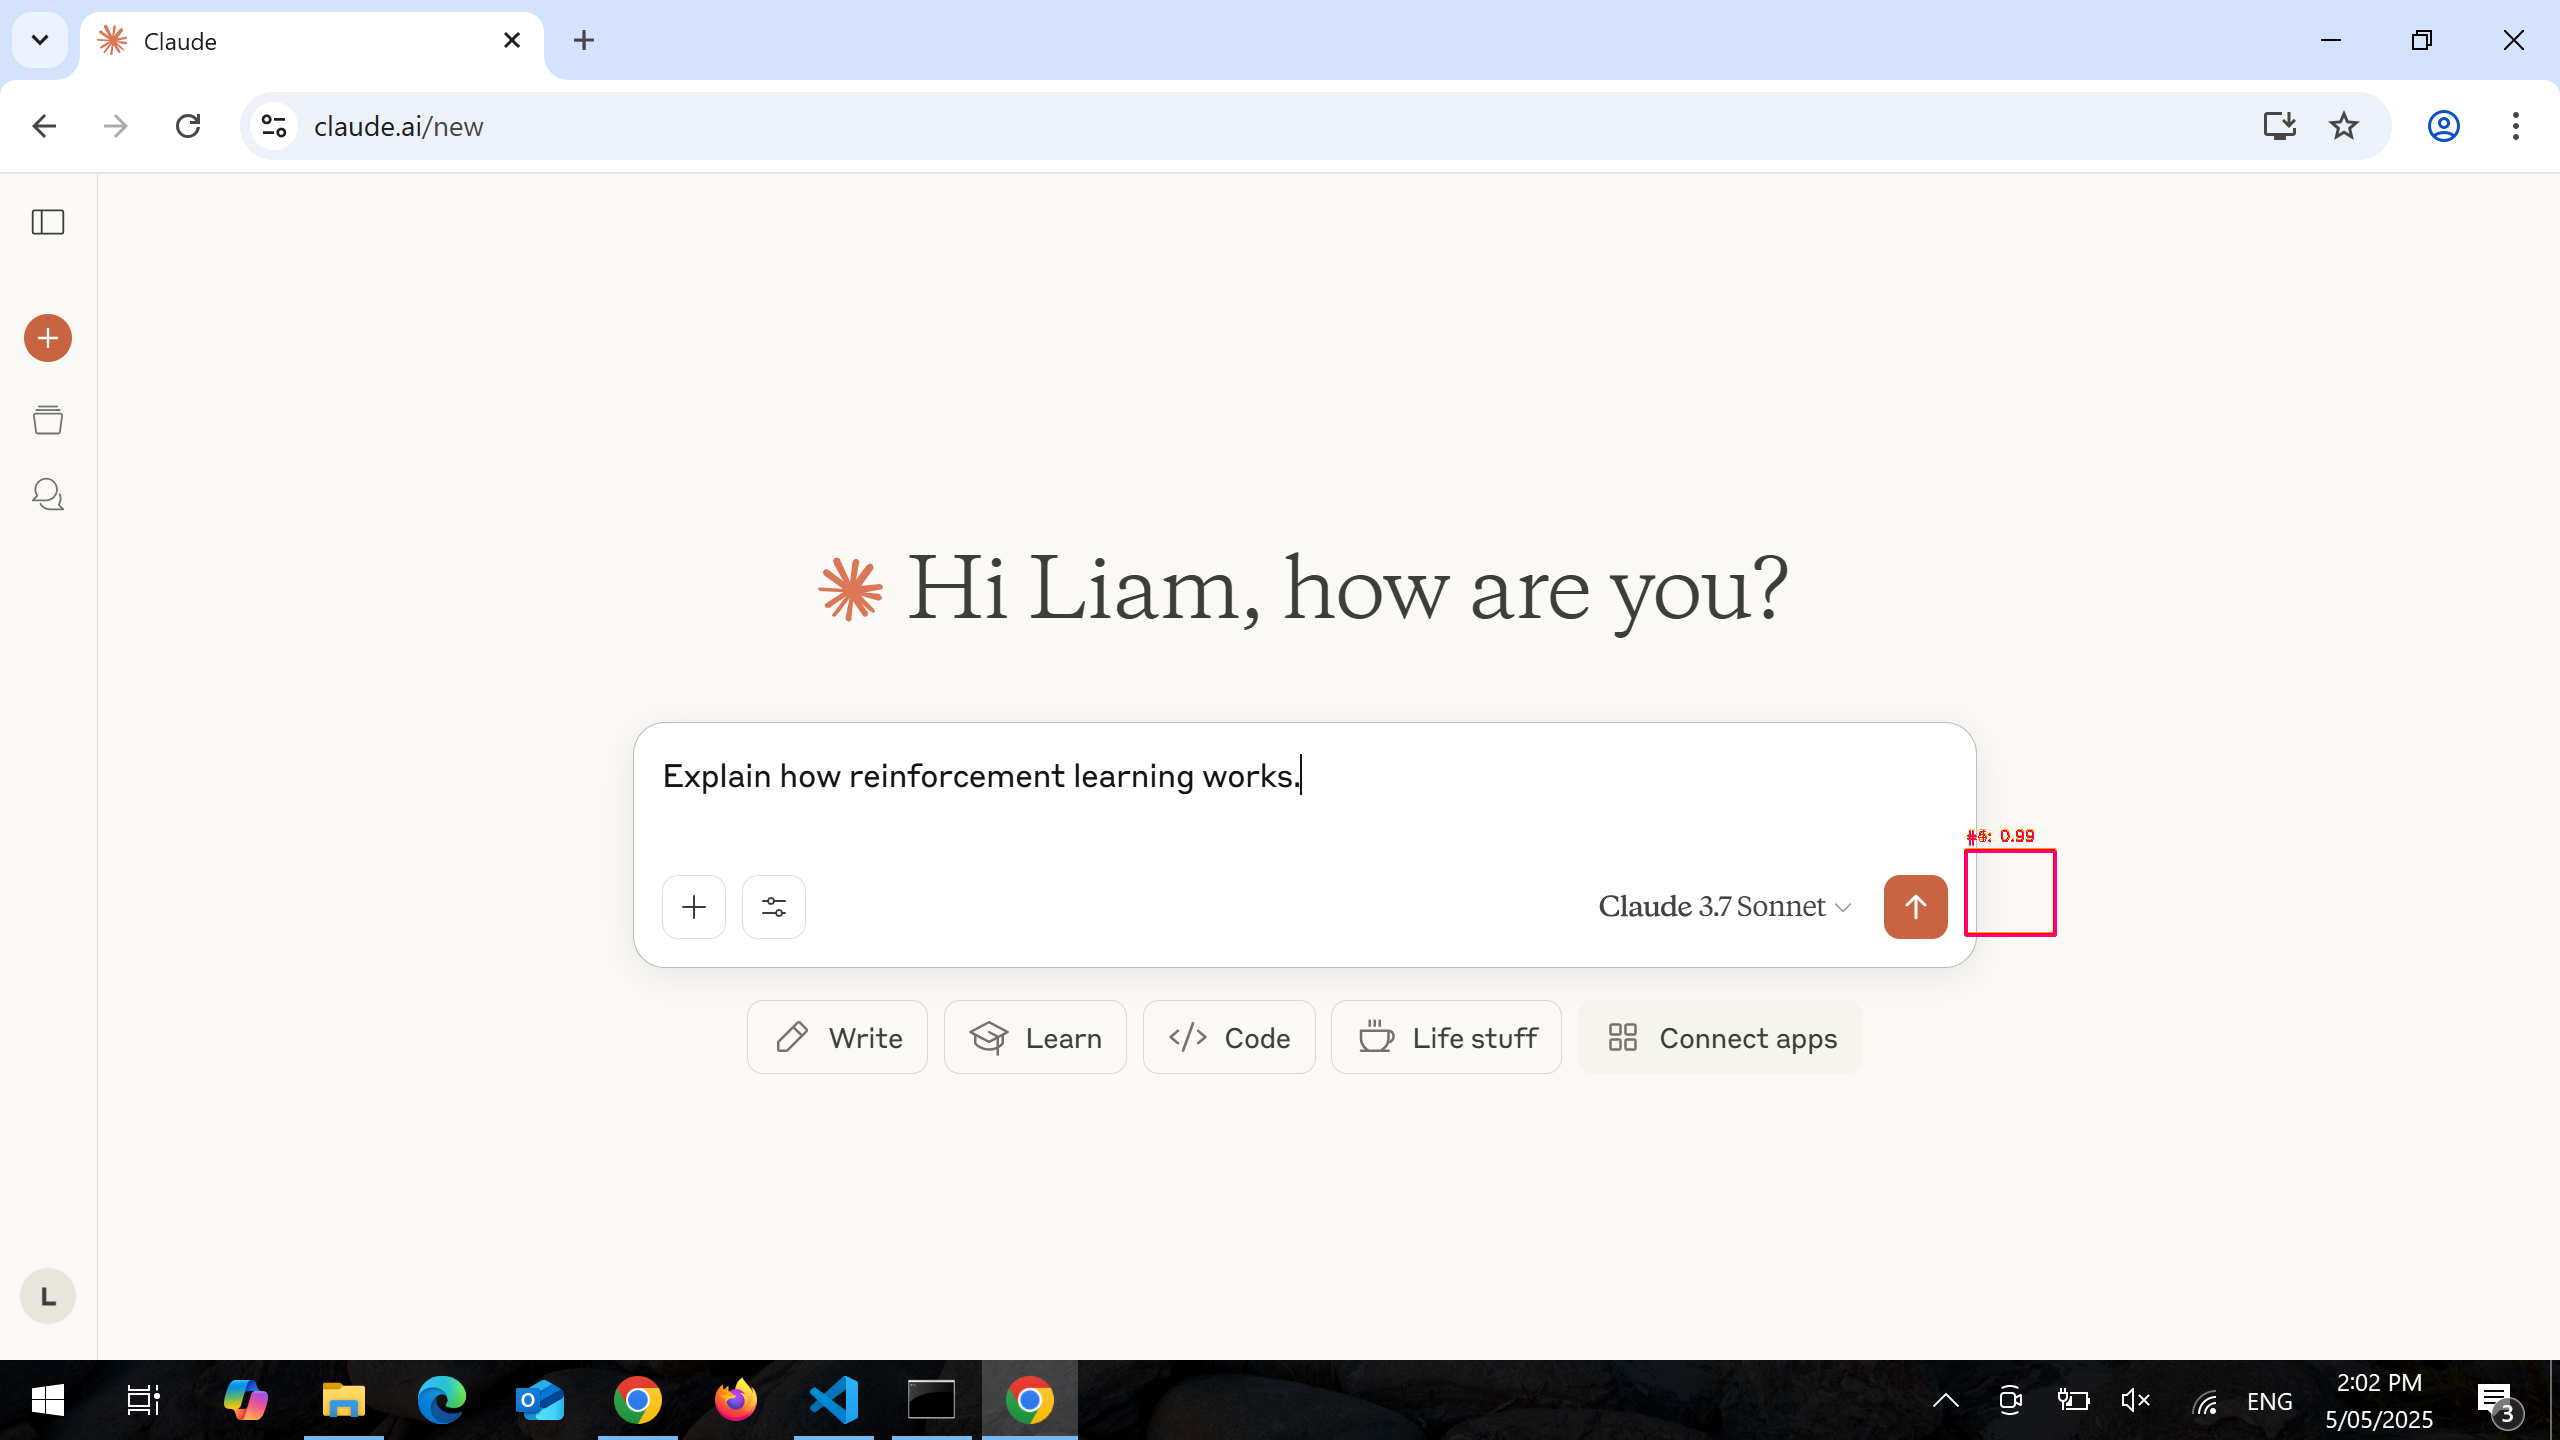 Claude
claude.ai/new
Hi Liam, how are you?
Explain how reinforcement learning works.
0.99
Claude 3.7 Sonnet
Write
Learn
Code
Life stuff
Connect apps
L
ENG
2:02 PM
5/05/2025
3